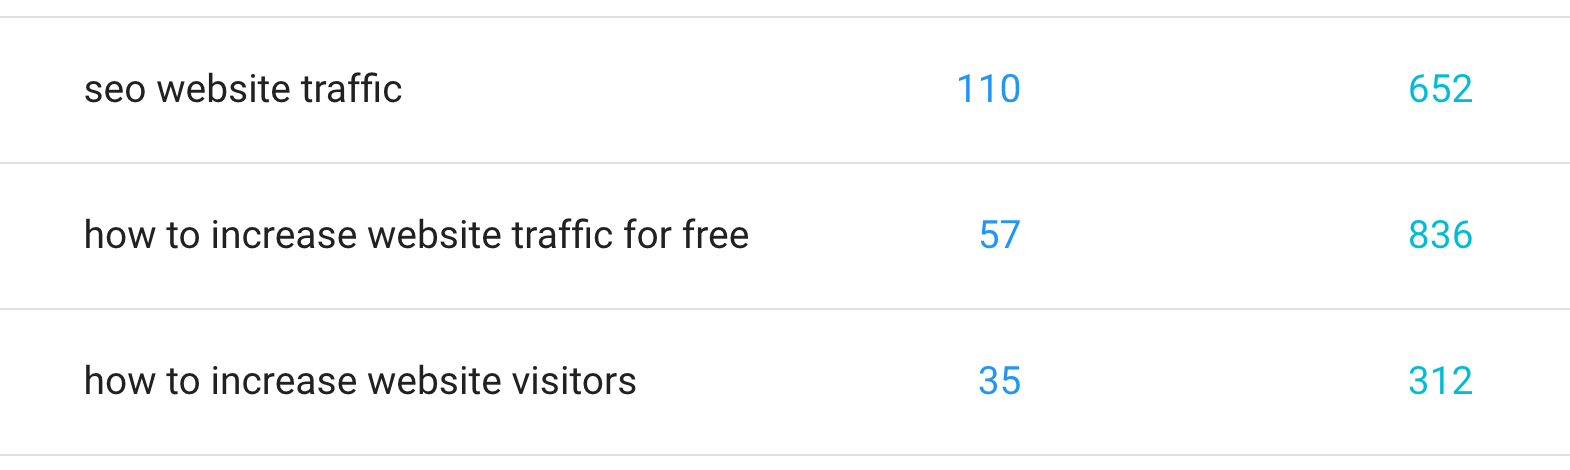 seo website traffic 110 652
how to increase website traffic for free 57 836
how to increase website visitors 35 312